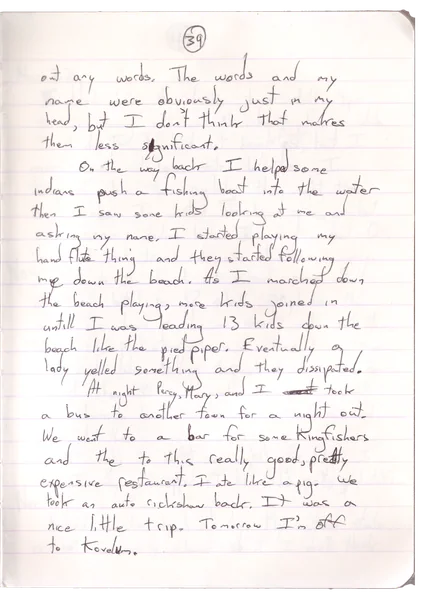 39
out any words. The words and my
name were obviously just in my
head, but I don't think that makes
them less significant.
On the way back I helped some
indians push a fishing boat into the water
then I saw some kids looking at me and
asking my name. I started playing my
hand flute thing and they started following
me down the beach. As I marched down
the beach playing, more kids joined in
untill I was leading 13 kids down the
beach like the pied piper. Eventually a
lady yelled something and they dissipated.
At night Percy, Mary, and I took
a bus to another town for a night out.
We went to a bar for some Kingfishers
and the to this really good, pretty
expensive restaurant. I ate like a pig. We
took an auto rickshaw back. It was a
nice little trip. Tomorrow I'm off
to Kovalum.